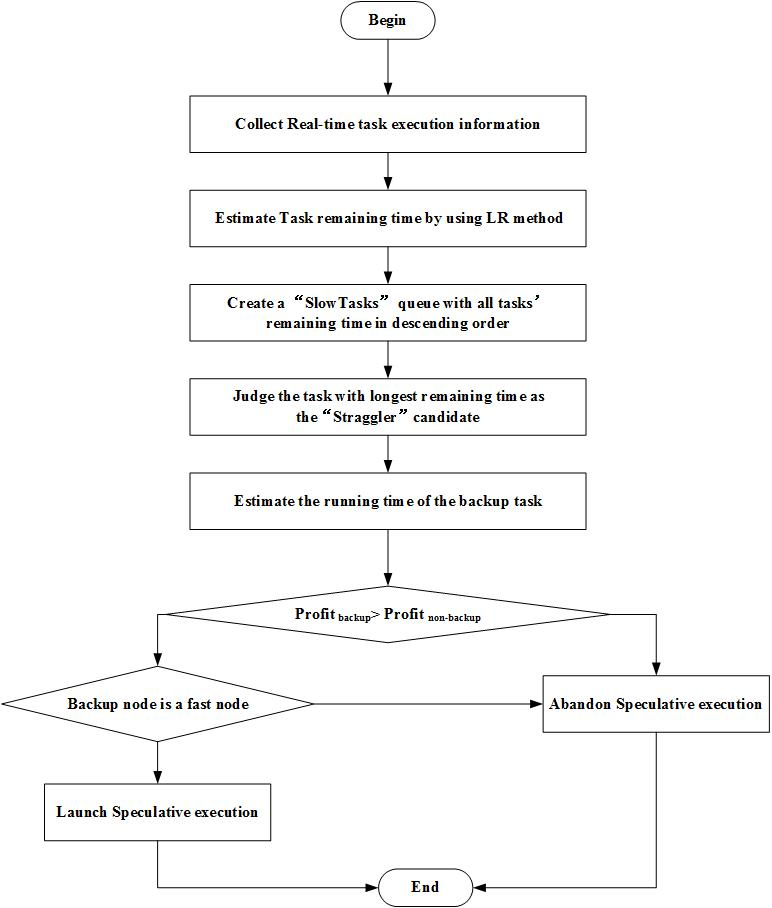 Begin
Collect Real-time task execution information
Estimate Task remaining time by using LR method
Create a “SlowTasks” queue with all tasks’
remaining time in descending order
Judge the task with longest remaining time as
the “Straggler” candidate
Estimate the running time of the backup task
Profit backup> Profit non-backup
Backup node is a fast node
Abandon Speculative execution
Launch Speculative execution
End